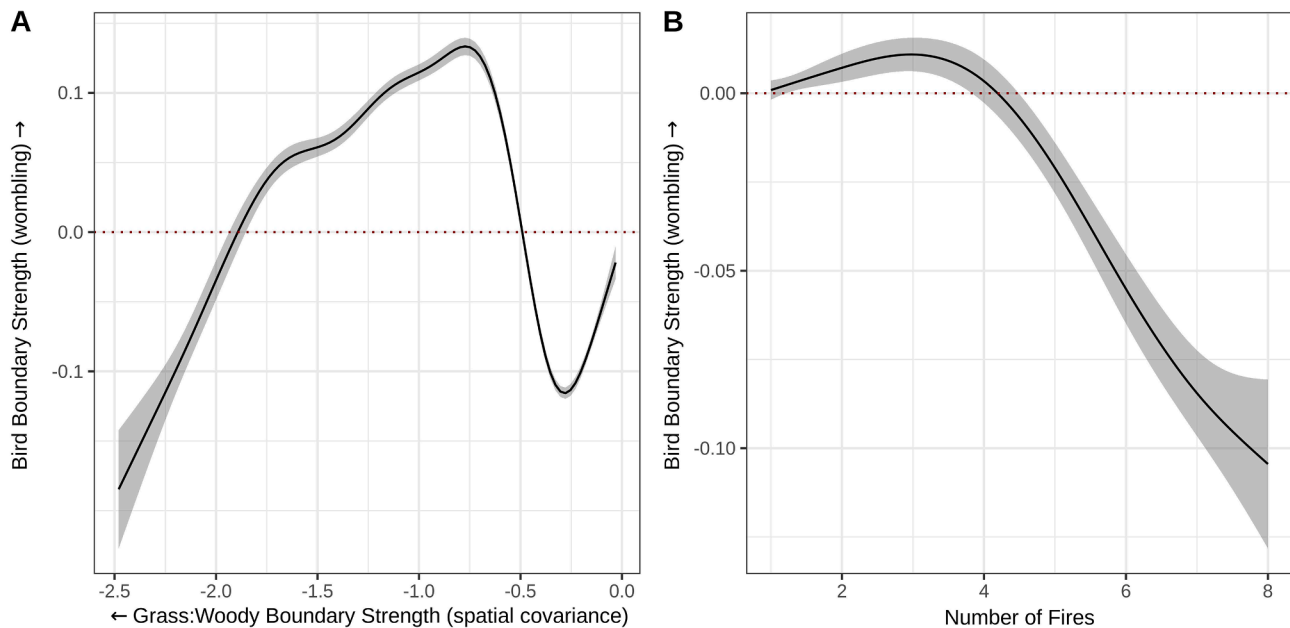 A
Bird Boundary Strength (wombling) →
0.1
0.0
-0.1
-2.5 -2.0 -1.5 -1.0 -0.5 0.0
← Grass:Woody Boundary Strength (spatial covariance)
B
Bird Boundary Strength (wombling) →
0.00
-0.05
-0.10
2 4 6 8
Number of Fires